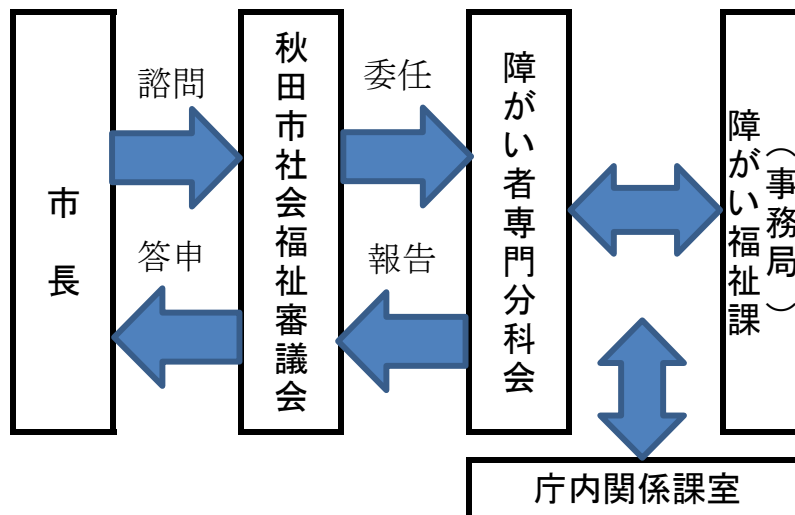 市長
諮問
答申
秋田市社会福祉審議会
委任
報告
障がい者専門分科会
障がい福祉課
（事務局）
庁内関係課室